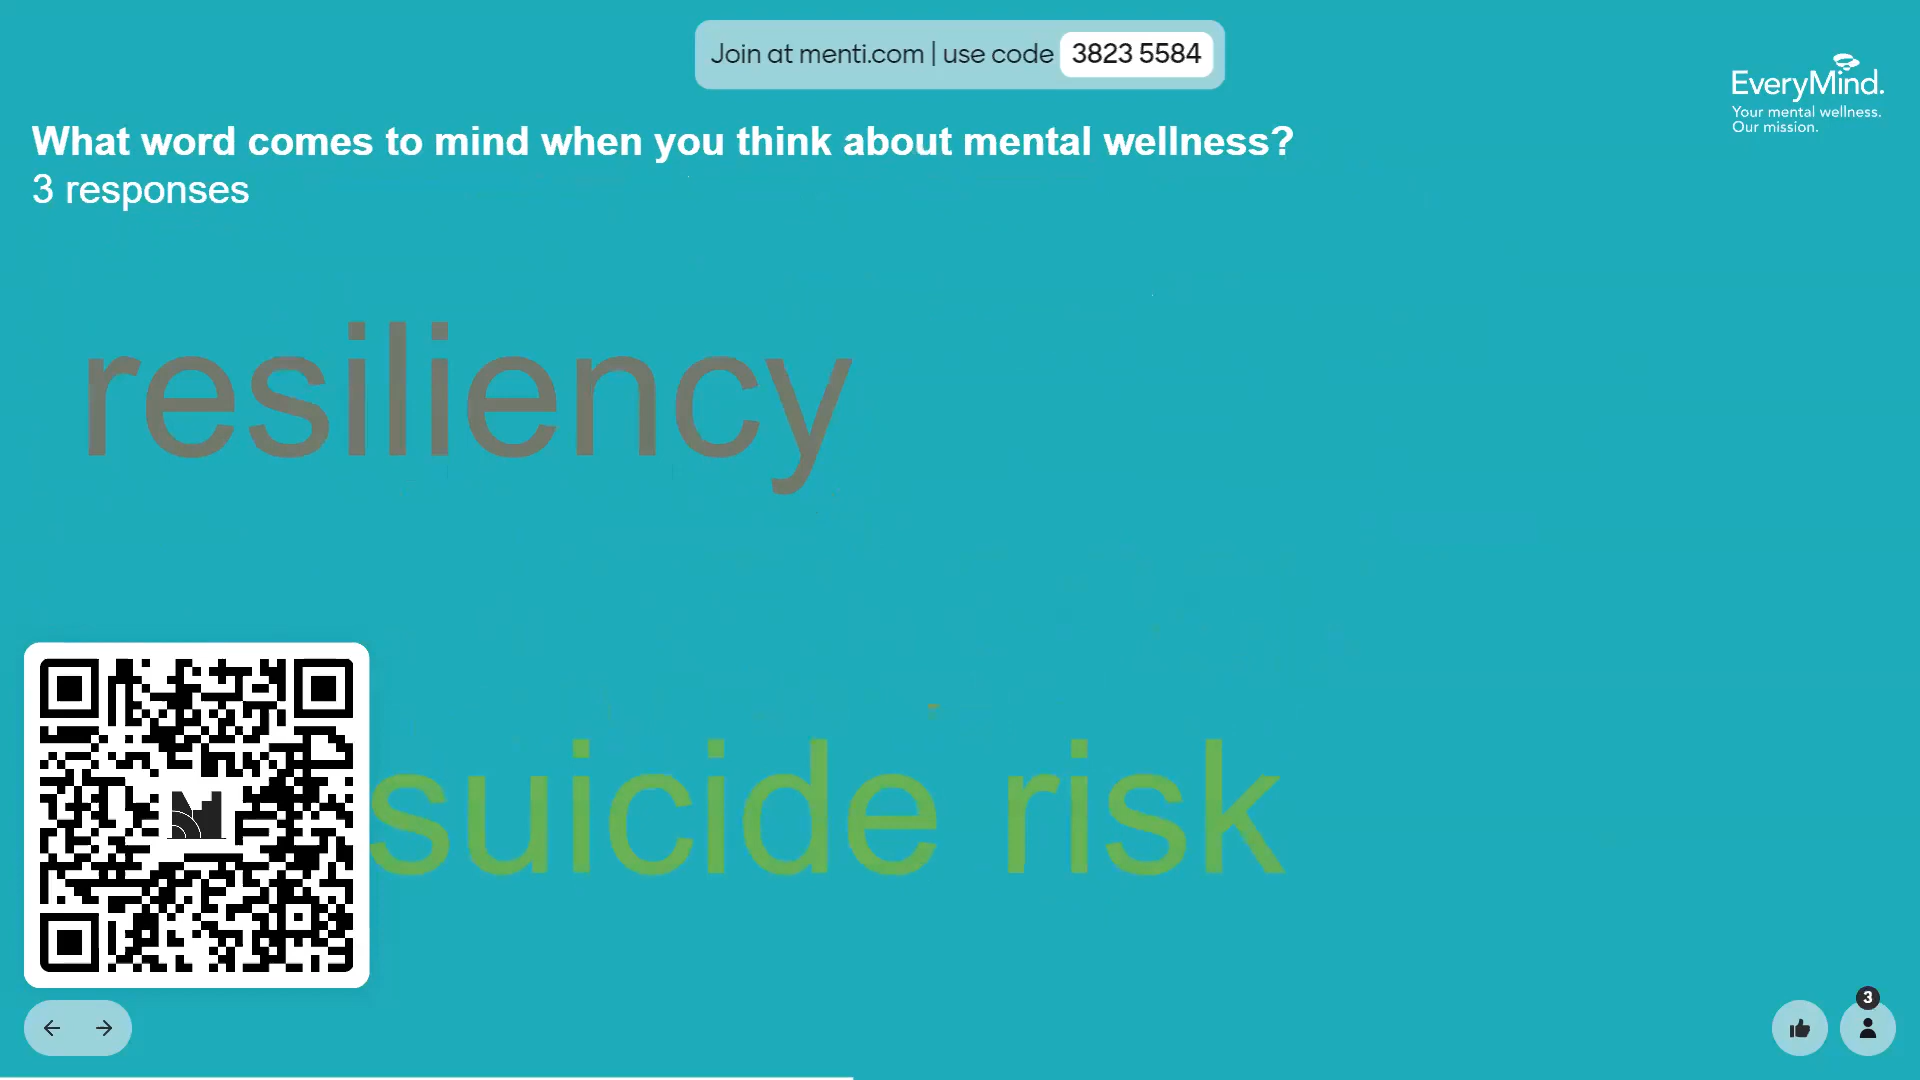 Join at menti.com | use code 3823 5584
EveryMind.
Your mental wellness.
Our mission.
What word comes to mind when you think about mental wellness?
3 responses
resiliency
suicide risk
3